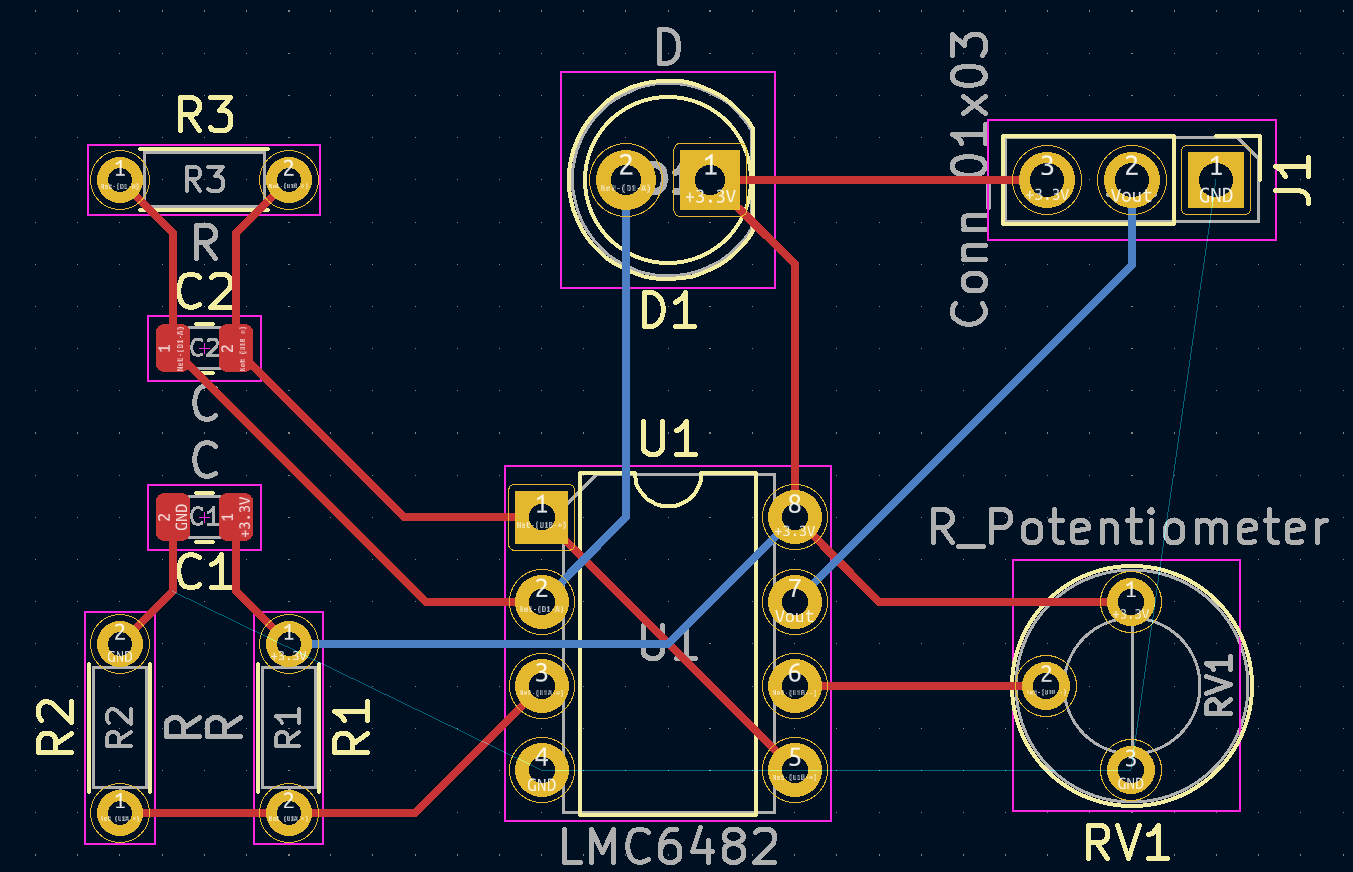 D
Conn_01x03
R3
1
R3
2
2
1
+3.3V
3
+3.3V
2
Vout
1
GND
J1
R
C2
1
C2
2
D1
C
C
U1
2
GND
C1
1
+3.3V
C1
1
8
+3.3V
R_Potentiometer
2
7
Vout
1
+3.3V
2
GND
1
+3.3V
U1
3
6
2
RV1
R2
R2
R
R
R1
R1
4
GND
5
3
GND
1
2
LMC6482
RV1